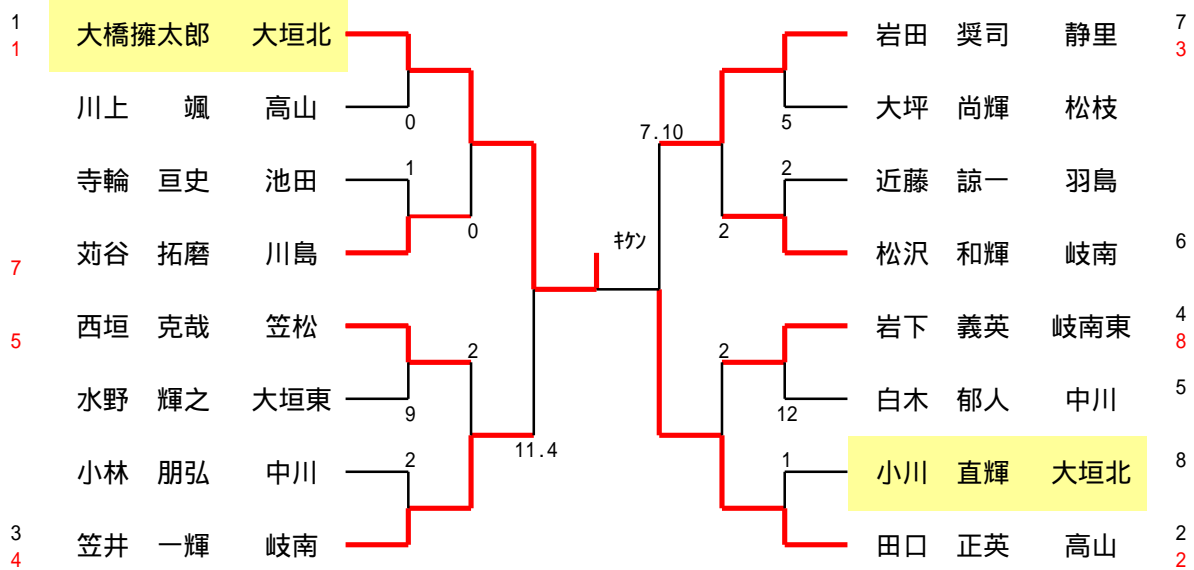 1
1
大橋擁太郎 大垣北
川上 颯 高山
0
寺輪 亘史 池田
1
7
苅谷 拓磨 川島
0
5
西垣 克哉 笠松
2
水野 輝之 大垣東
9
小林 朋弘 中川
2
3
4
笠井 一輝 岐南
11.4
ｷｹﾝ
7.10
岩田 奨司 静里
7
3
大坪 尚輝 松枝
5
近藤 諒一 羽島
2
松沢 和輝 岐南
6
2
岩下 義英 岐南東
4
8
2
白木 郁人 中川
5
12
小川 直輝 大垣北
8
1
田口 正英 高山
2
2